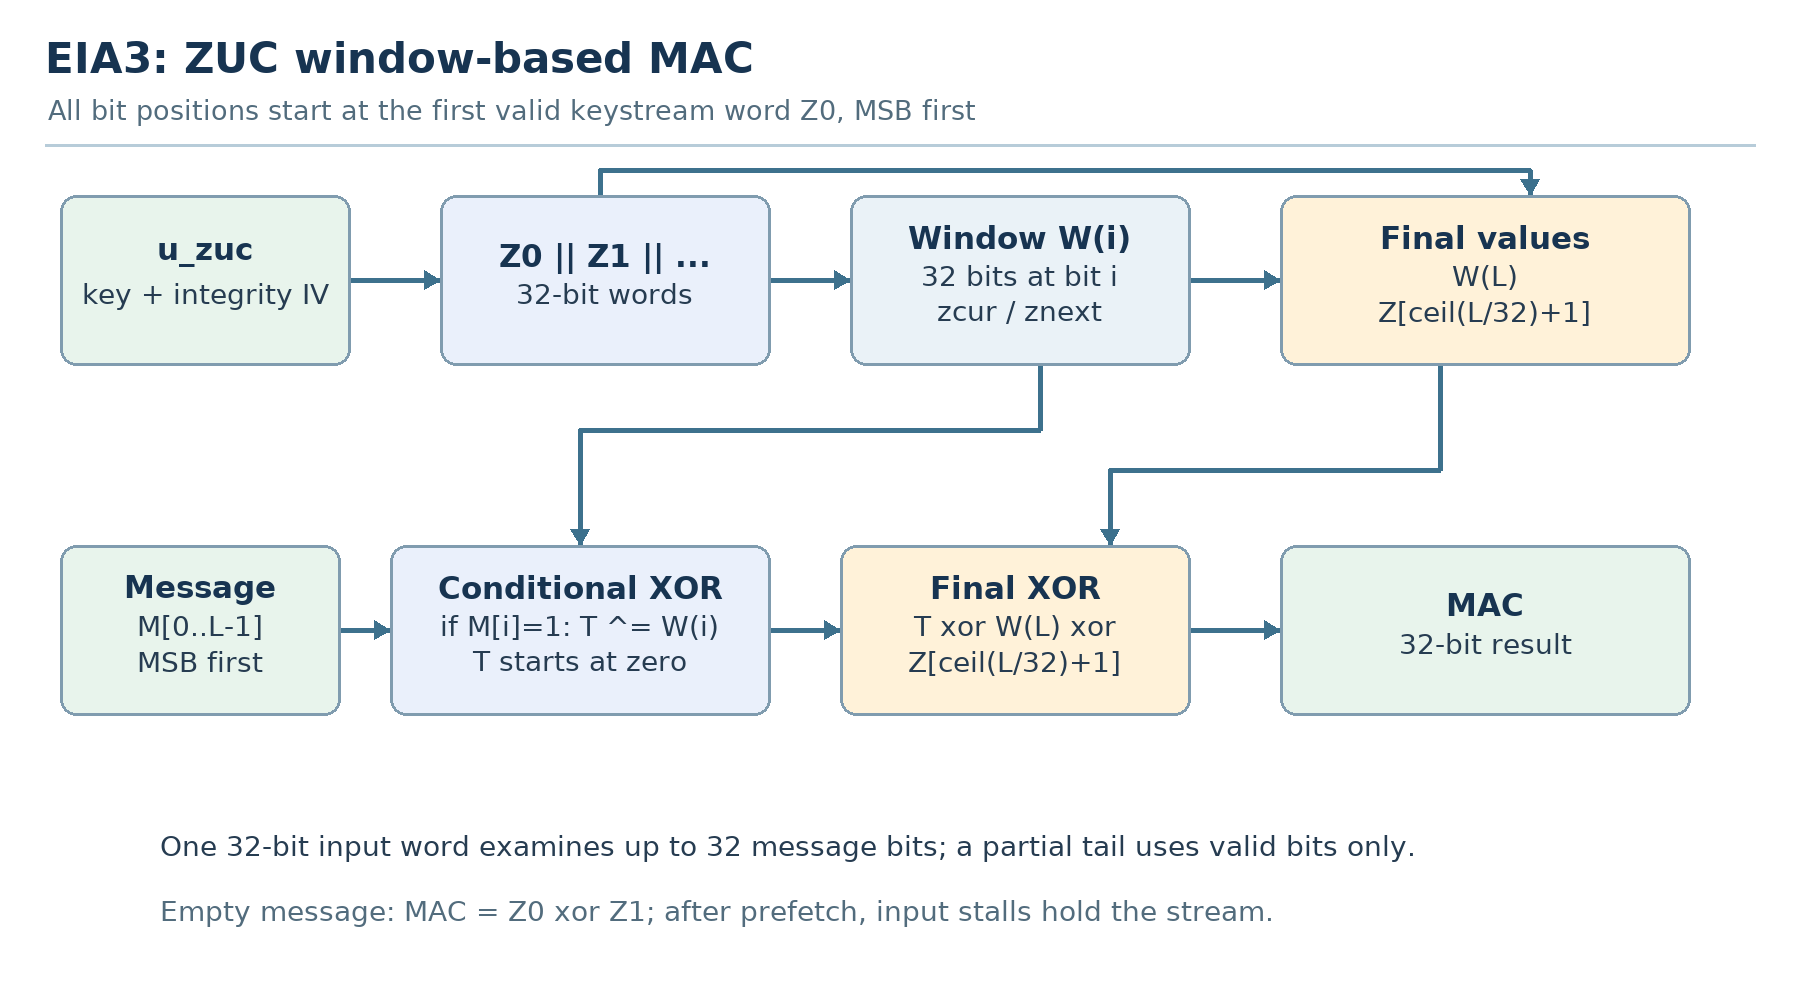 EIA3: ZUC window-based MAC
All bit positions start at the first valid keystream word Z0, MSB first
u_zuc
key + integrity IV
Z0 || Z1 || ...
32-bit words
Window W(i)
32 bits at bit i
zcur / znext
Final values
W(L)
Z[ceil(L/32)+1]
Message
M[0..L-1]
MSB first
Conditional XOR
if M[i]=1: T ^= W(i)
T starts at zero
Final XOR
T xor W(L) xor
Z[ceil(L/32)+1]
MAC
32-bit result
One 32-bit input word examines up to 32 message bits; a partial tail uses valid bits only.
Empty message: MAC = Z0 xor Z1; after prefetch, input stalls hold the stream.